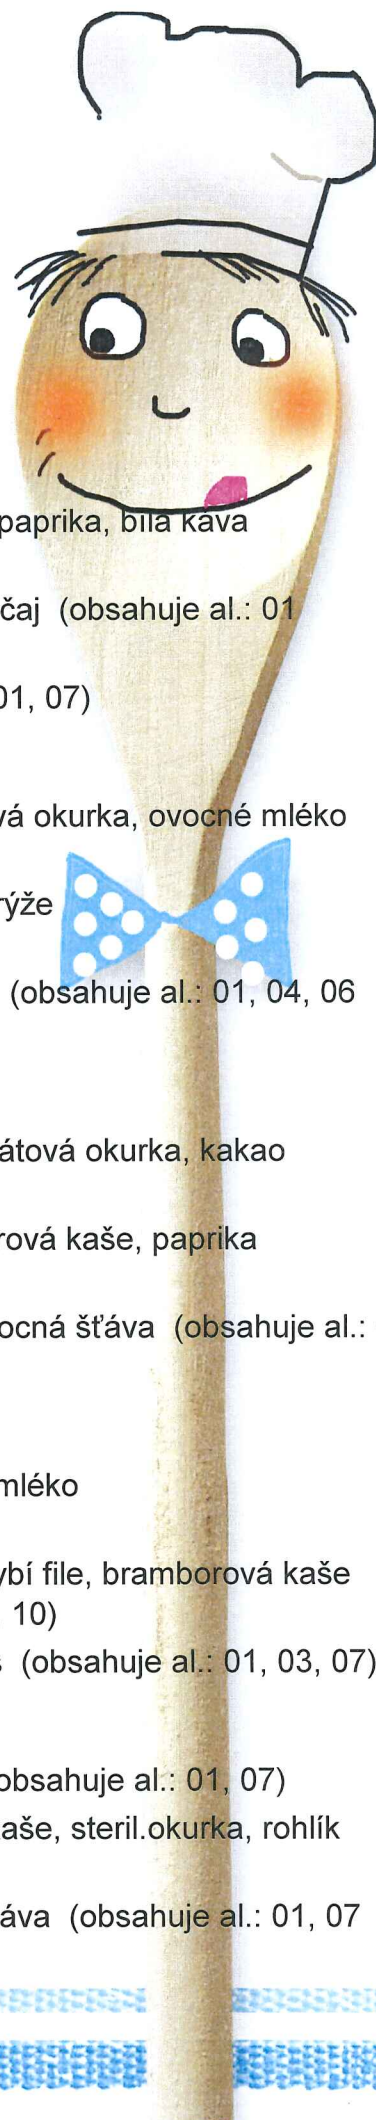 paprika, bílá káva
čaj (obsahuje al.: 01
01, 07)
vá okurka, ovocné mléko
rýže
(obsahuje al.: 01, 04, 06
átová okurka, kakao
rová kaše, paprika
ocná šťáva (obsahuje al.:
mléko
ybí file, bramborová kaše
10)
(obsahuje al.: 01, 03, 07)
obsahuje al.: 01, 07)
aše, steril.okurka, rohlík
áva (obsahuje al.: 01, 07